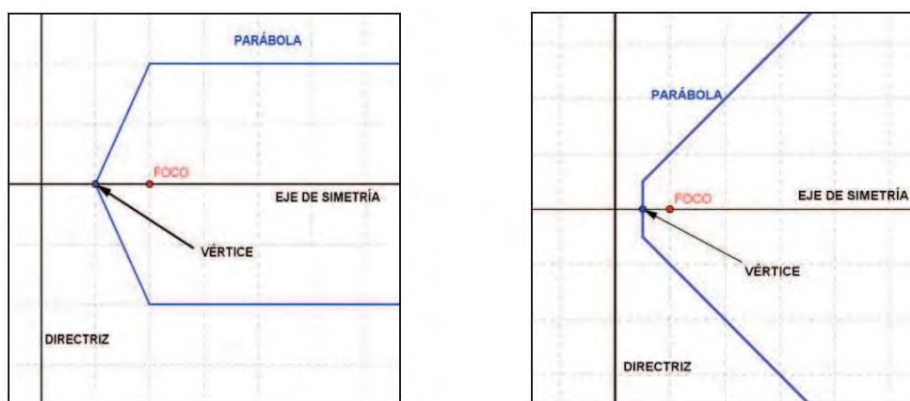 PARÁBOLA
FOCO
EJE DE SIMETRÍA
VÉRTICE
DIRECTRIZ
PARÁBOLA
FOCO
EJE DE SIMETRÍA
VÉRTICE
DIRECTRIZ